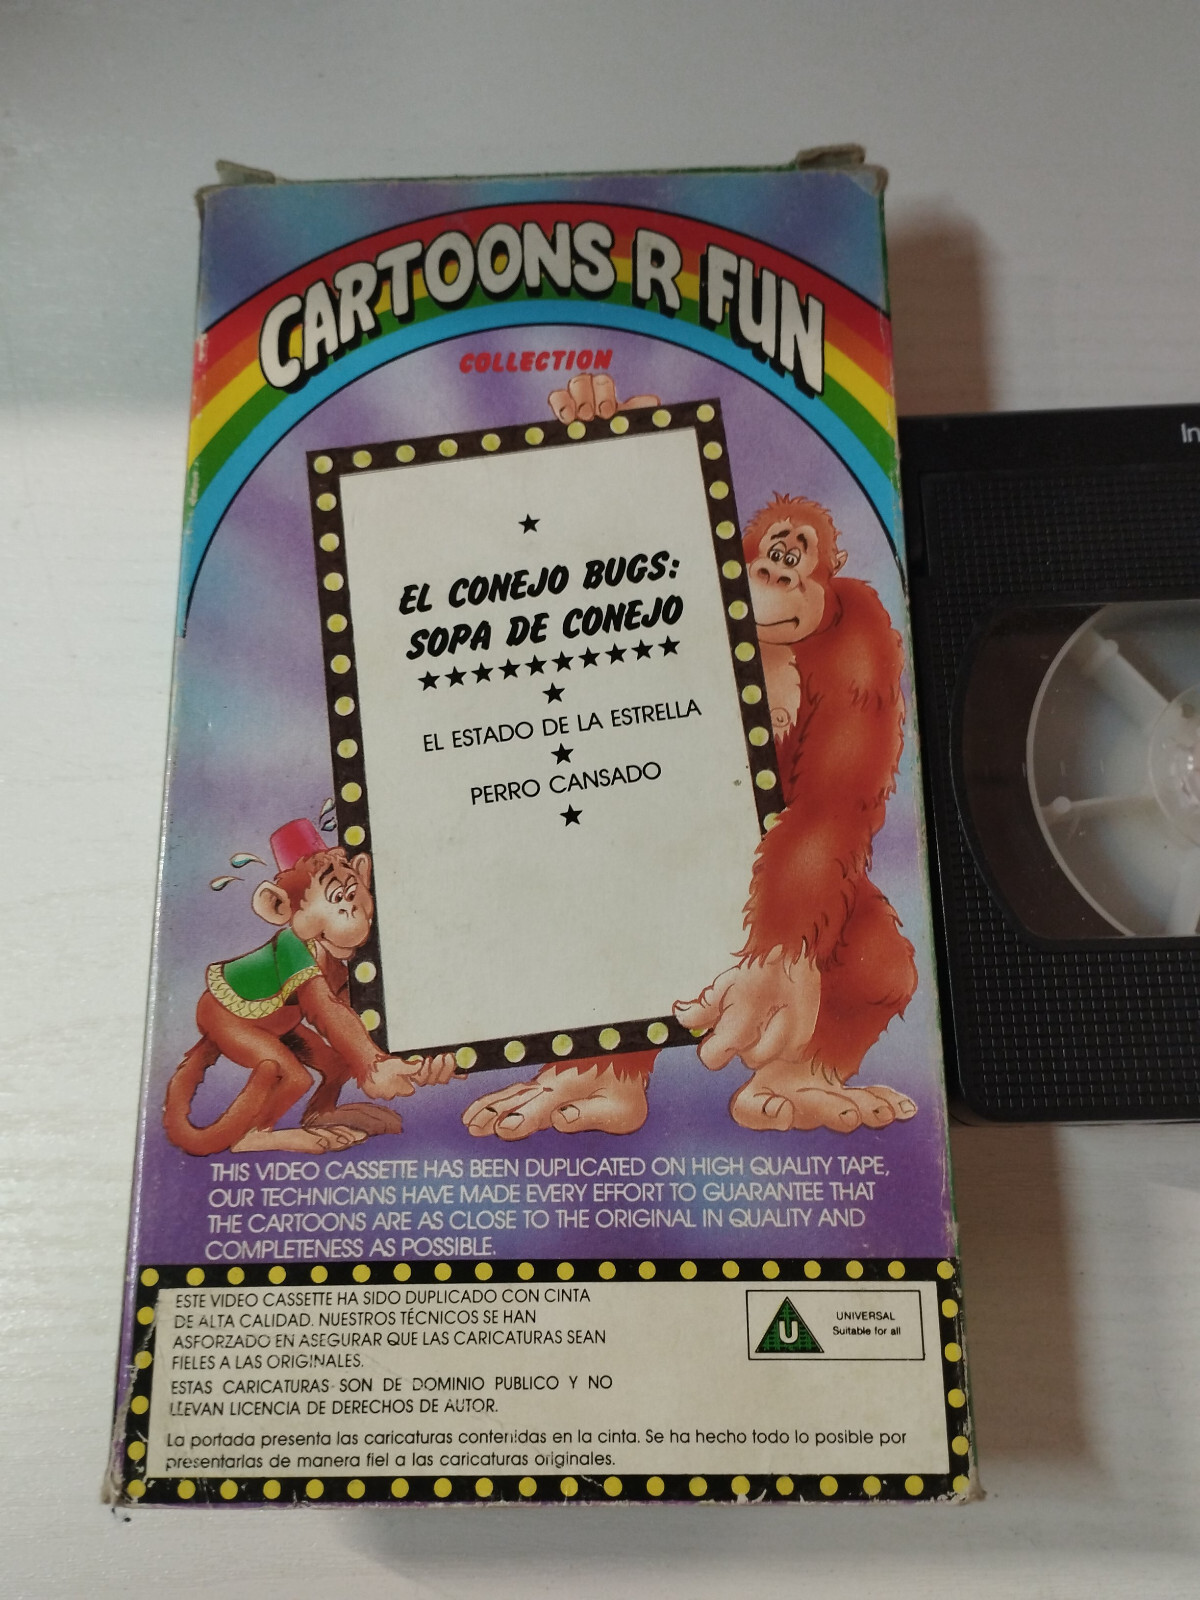 CARTOONS R FUN
COLLECTION
EL CONEJO BUGS:
SOPA DE CONEJO
EL ESTADO DE LA ESTRELLA
PERRO CANSADO
THIS VIDEO CASSETTE HAS BEEN DUPLICATED ON HIGH QUALITY TAPE,
OUR TECHNICIANS HAVE MADE EVERY EFFORT TO GUARANTEE THAT
THE CARTOONS ARE AS CLOSE TO THE ORIGINAL IN QUALITY AND
COMPLETENESS AS POSSIBLE.
ESTE VIDEO CASSETTE HA SIDO DUPLICADO CON CINTA
DE ALTA CALIDAD. NUESTROS TÉCNICOS SE HAN
ASFORZADO EN ASEGURAR QUE LAS CARICATURAS SEAN
FIELES A LAS ORIGINALES.
ESTAS CARICATURAS SON DE DOMINIO PUBLICO Y NO
LLEVAN LICENCIA DE DERECHOS DE AUTOR.
La portada presenta las caricaturas contenidas en la cinta. Se ha hecho todo lo posible por
presentarlas de manera fiel a las caricaturas originales.
U
UNIVERSAL
Suitable for all